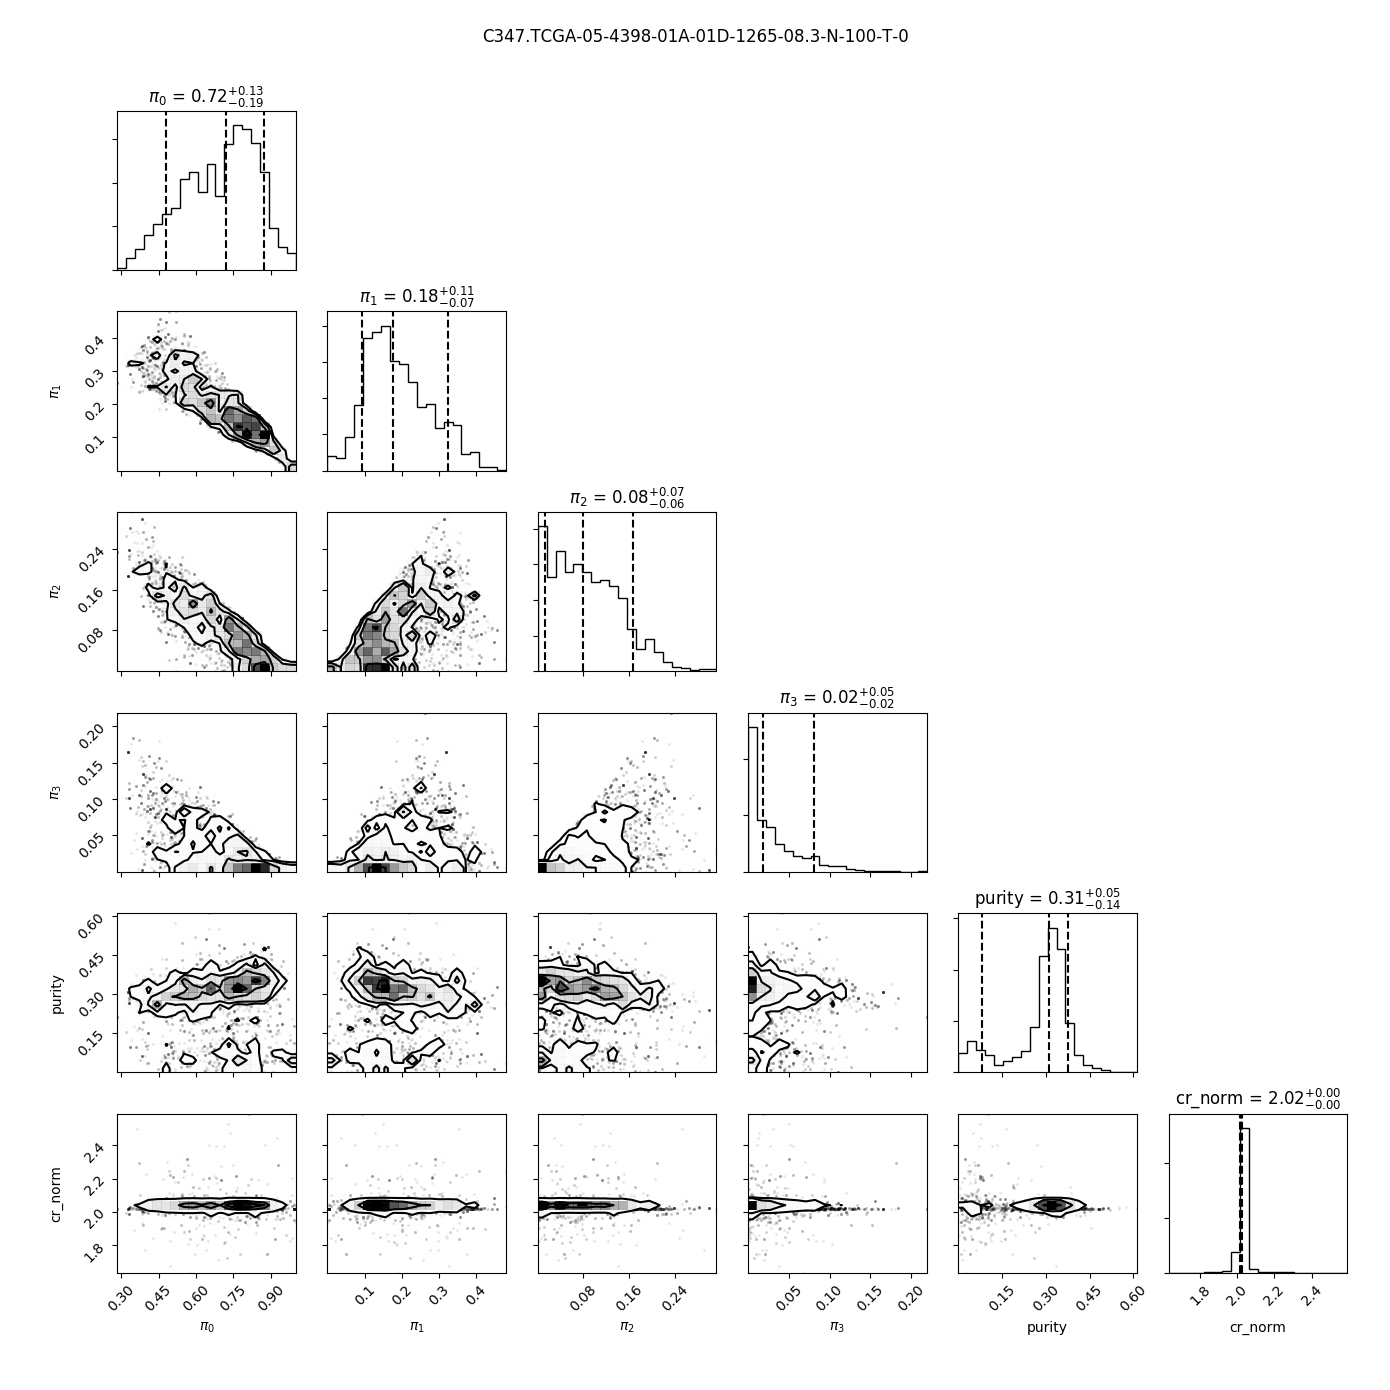 C347.TCGA-05-4398-01A-01D-1265-08.3-N-100-T-0
π₀ = 0.72 +0.13 −0.19
π₁ = 0.18 +0.11 −0.07
0.4
0.3
0.2
0.1
π₁
π₂ = 0.08 +0.07 −0.06
0.24
0.16
0.08
π₂
π₃ = 0.02 +0.05 −0.02
0.20
0.15
0.10
0.05
π₃
purity = 0.31 +0.05 −0.14
0.60
0.45
0.30
0.15
purity
cr_norm = 2.02 +0.00 −0.00
2.4
2.2
2.0
1.8
cr_norm
0.30 0.45 0.60 0.75 0.90
0.1 0.2 0.3 0.4
0.08 0.16 0.24
0.05 0.10 0.15 0.20
0.15 0.30 0.45 0.60
1.8 2.0 2.2 2.4
π₀ π₁ π₂ π₃ purity cr_norm